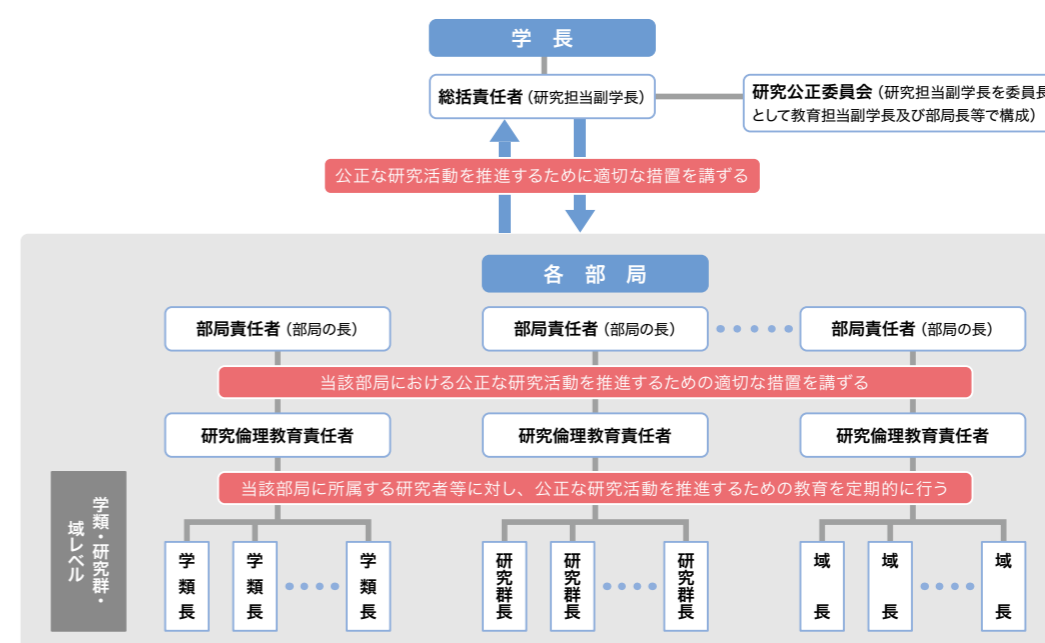 学長
総括責任者（研究担当副学長）
研究公正委員会（研究担当副学長を委員長
として教育担当副学長及び部局長等で構成）
公正な研究活動を推進するために適切な措置を講ずる
各部局
部局責任者（部局の長）
部局責任者（部局の長）
部局責任者（部局の長）
当該部局における公正な研究活動を推進するための適切な措置を講ずる
研究倫理教育責任者
研究倫理教育責任者
研究倫理教育責任者
当該部局に所属する研究者等に対し、公正な研究活動を推進するための教育を定期的に行う
学類・研究群・
域レベル
学類長
学類長
学類長
研究群長
研究群長
研究群長
域長
域長
域長